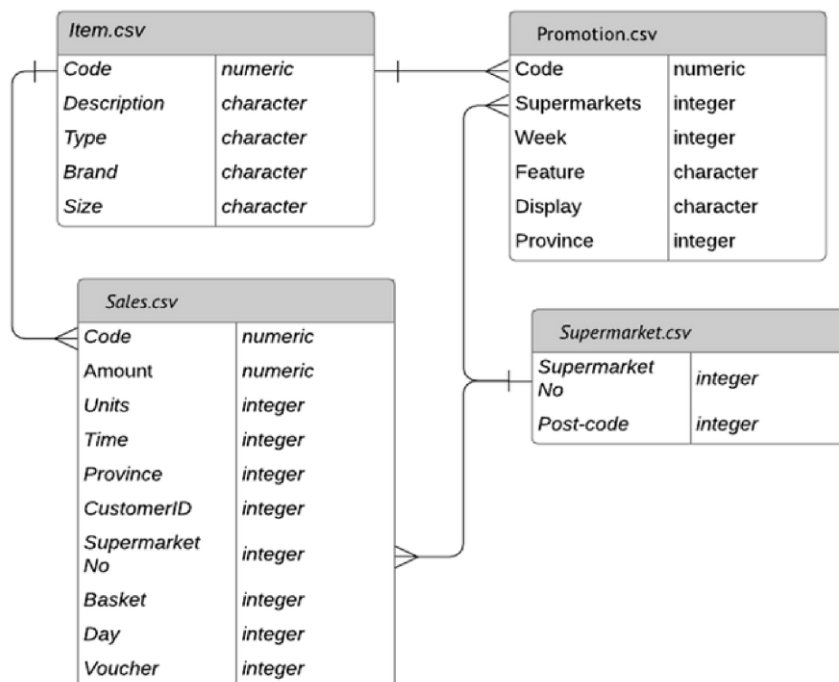 Item.csv
Code numeric
Description character
Type character
Brand character
Size character
Promotion.csv
Code numeric
Supermarkets integer
Week integer
Feature character
Display character
Province integer
Sales.csv
Code numeric
Amount numeric
Units integer
Time integer
Province integer
CustomerID integer
Supermarket
No integer
Basket integer
Day integer
Voucher integer
Supermarket.csv
Supermarket
No integer
Post-code integer